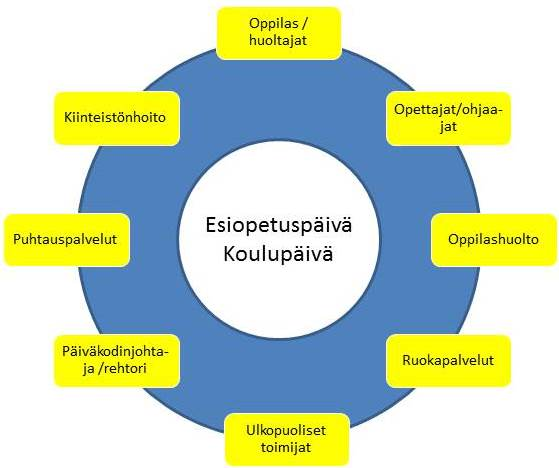 Oppilas /
huoltajat
Opettajat/ohjaa-
jat
Oppilashuolto
Ruokapalvelut
Ulkopuoliset
toimijat
Päiväkodinjohta-
ja /rehtori
Puhtauspalvelut
Kiinteistönhoito
Esiopetuspäivä
Koulupäivä